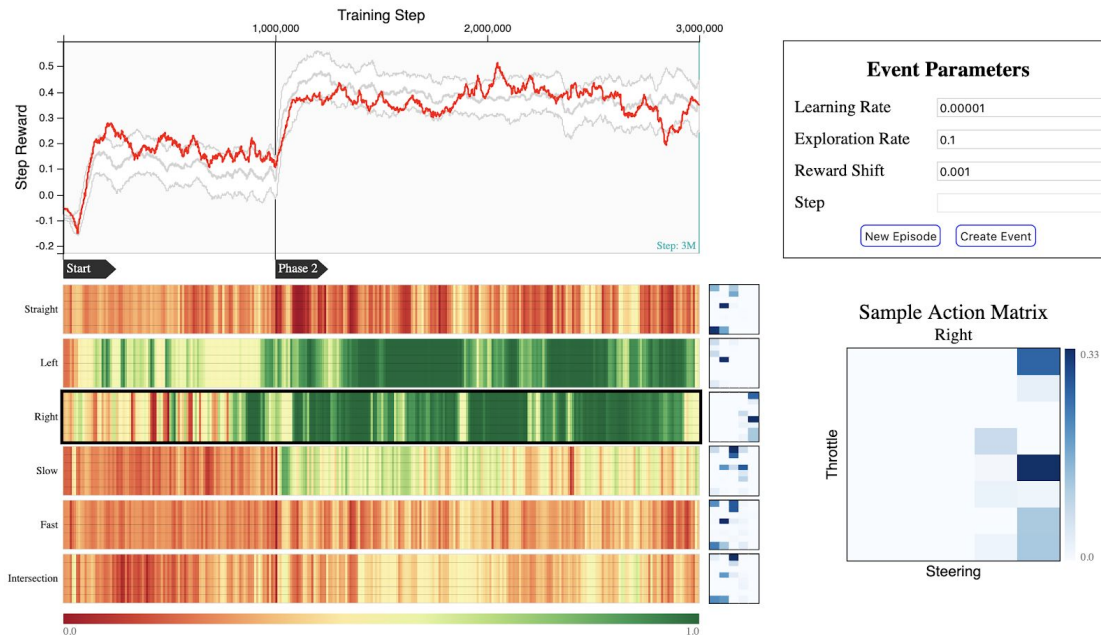 Training Step
1,000,000
2,000,000
3,000,000
Step Reward
0.5
0.4
0.3
0.2
0.1
0.0
-0.1
-0.2
Step: 3M
Start
Phase 2
Straight
Left
Right
Slow
Fast
Intersection
0.0
1.0
Event Parameters
Learning Rate
0.00001
Exploration Rate
0.1
Reward Shift
0.001
Step
New Episode
Create Event
Sample Action Matrix
Right
Throttle
0.33
0.0
Steering